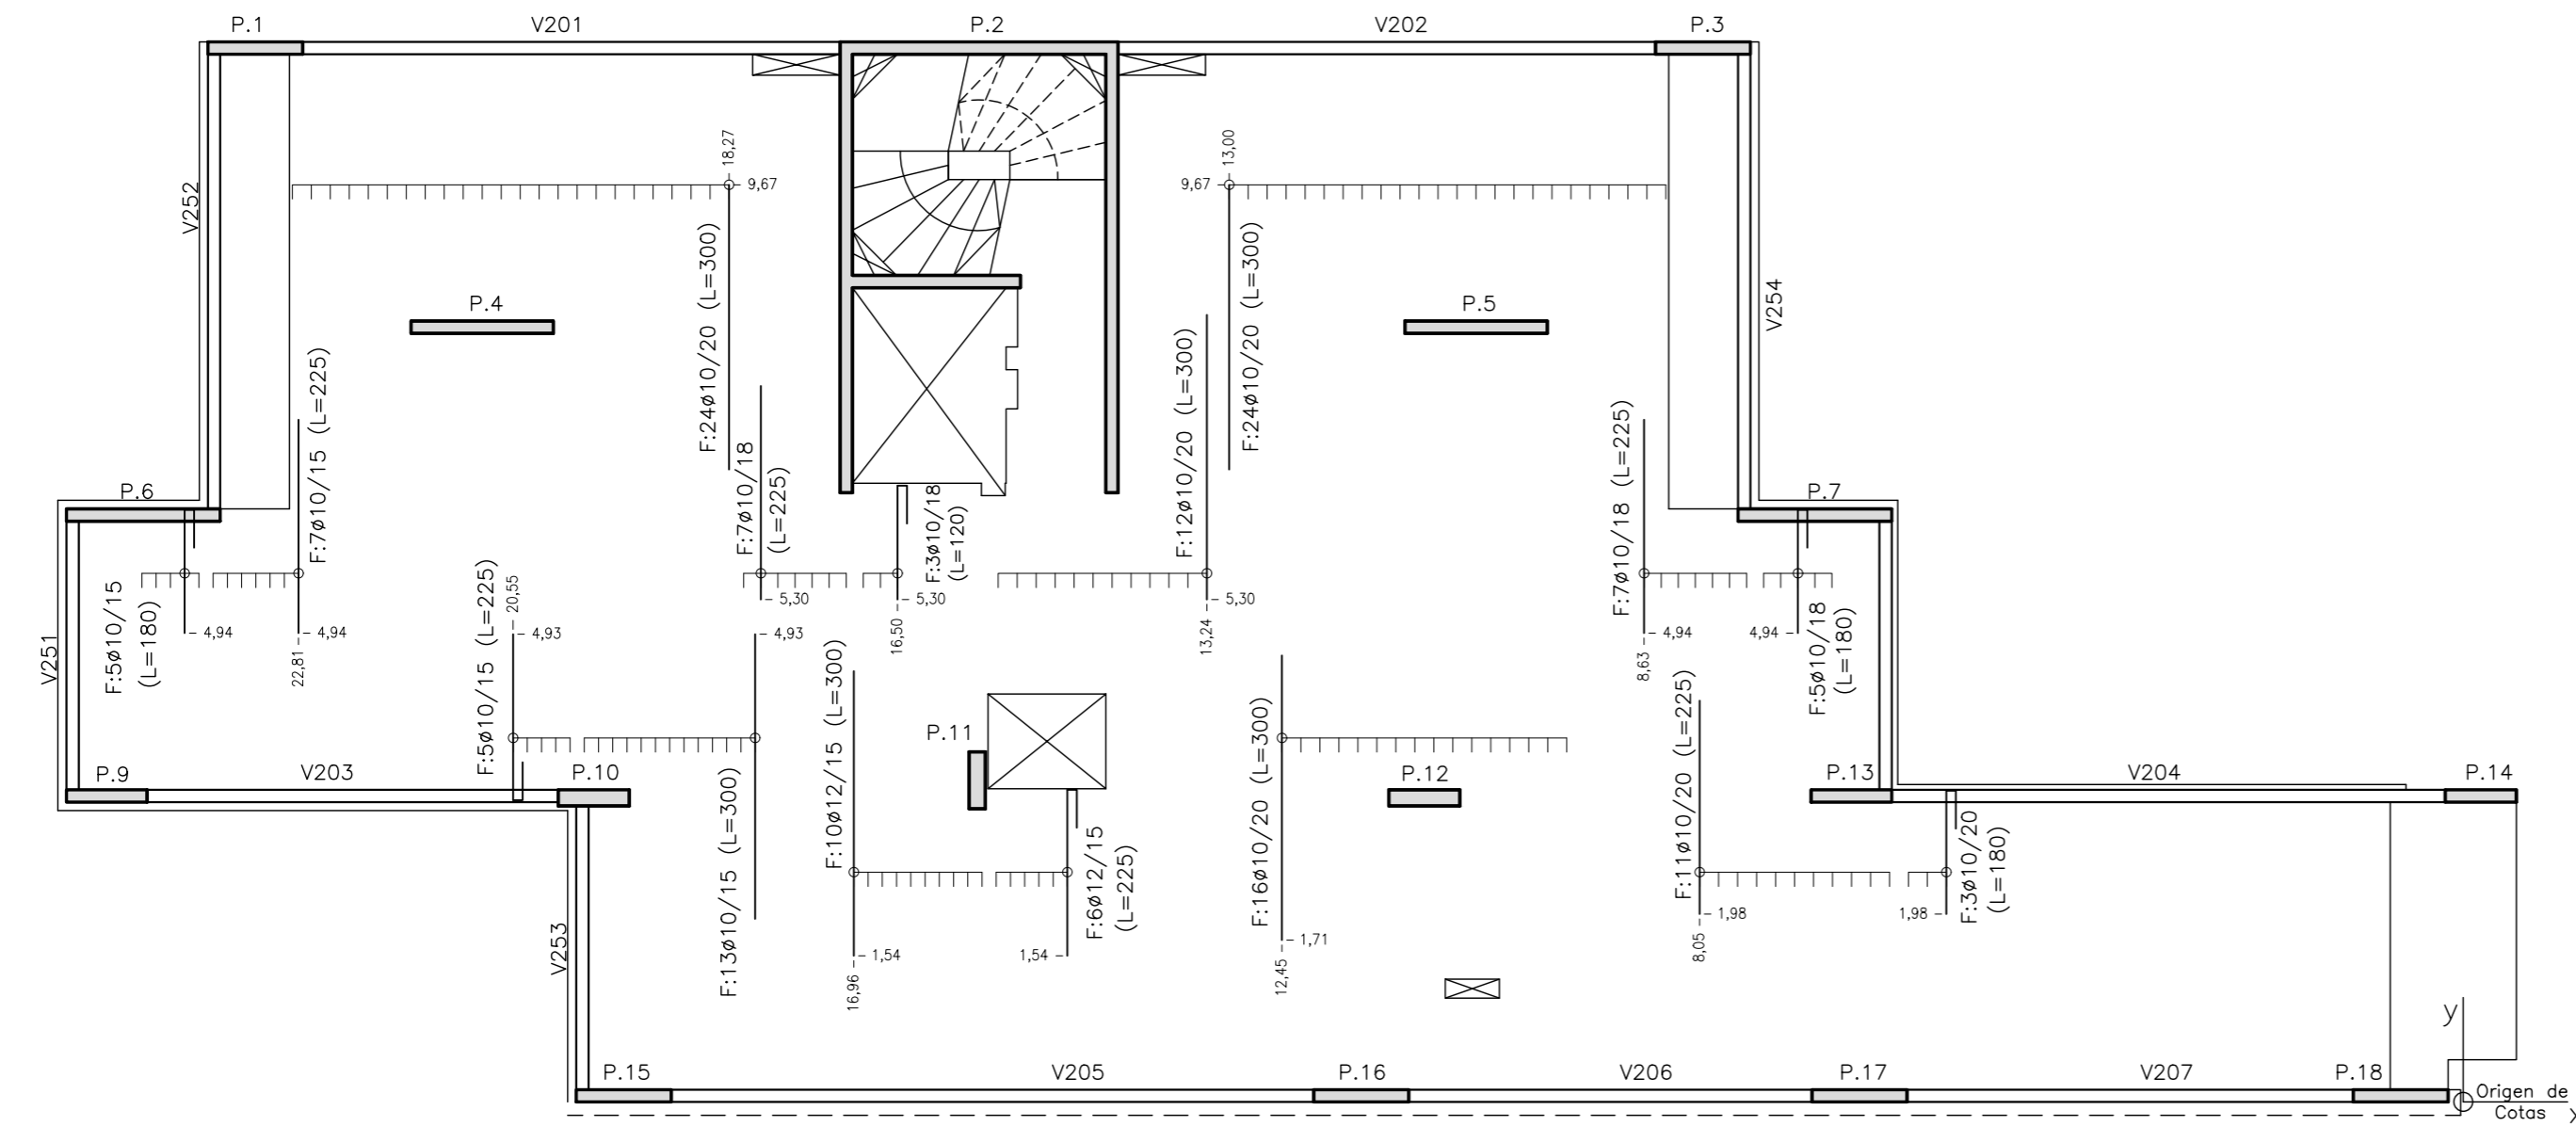 P.1
V201
P.2
V202
P.3
18,27
13,00
9,67
9,67
V252
F:24ø10/20 (L=300)
F:24ø10/20 (L=300)
V254
P.4
P.5
F:7ø10/15 (L=225)
F:12ø10/20 (L=300)
F:7ø10/18 (L=225)
F:7ø10/18
(L=225)
P.6
F:3ø10/18
(L=120)
P.7
F:5ø10/15
(L=180)
4,94
4,94
22,81
F:5ø10/15 (L=225)
20,55
4,93
5,30
4,93
5,30
16,50
5,30
13,24
4,94
8,63
4,94
F:5ø10/18
(L=180)
V251
F:10ø12/15 (L=300)
F:16ø10/20 (L=300)
F:11ø10/20 (L=225)
P.9
V203
P.10
P.11
P.12
P.13
V204
P.14
F:13ø10/15 (L=300)
F:6ø12/15
(L=225)
F:3ø10/20
(L=180)
V253
1,54
16,96
1,54
1,71
12,45
1,98
8,05
1,98
y
P.15
V205
P.16
V206
P.17
V207
P.18
Origen de
Cotas
x